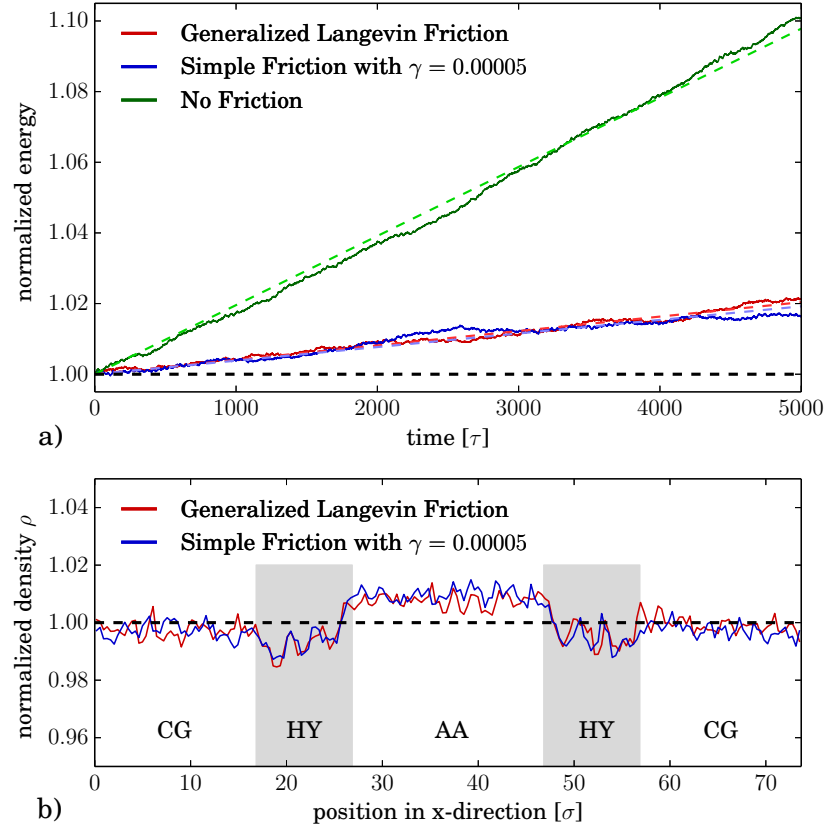 1.10
1.08
1.06
1.04
1.02
1.00
normalized energy
Generalized Langevin Friction
Simple Friction with γ = 0.00005
No Friction
0 1000 2000 3000 4000 5000
time [τ]
a)
1.04
1.02
1.00
0.98
0.96
normalized density ρ
Generalized Langevin Friction
Simple Friction with γ = 0.00005
CG HY AA HY CG
0 10 20 30 40 50 60 70
position in x-direction [σ]
b)